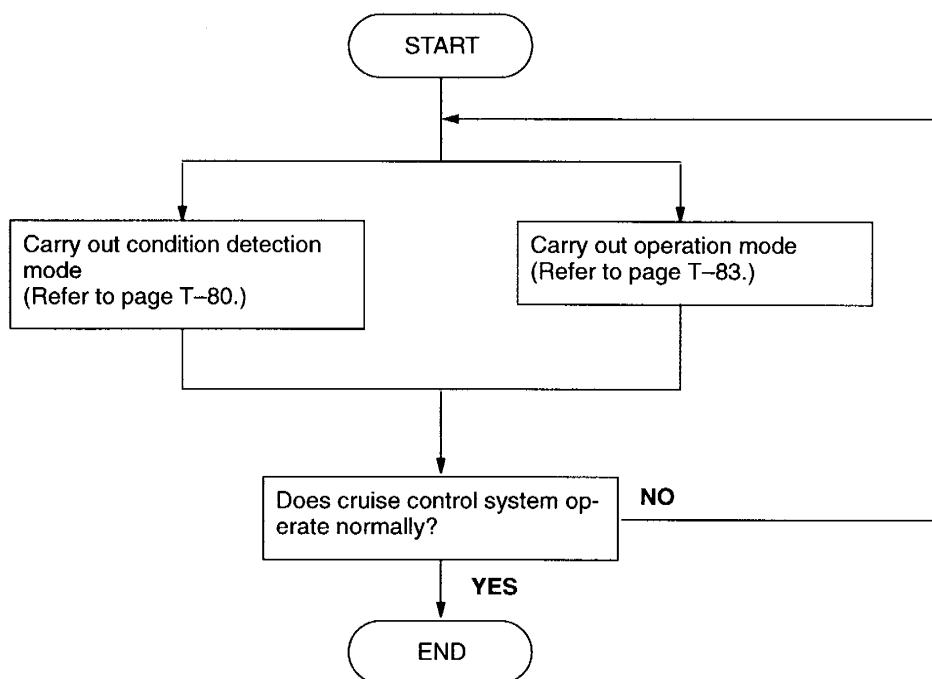 START
Carry out condition detection
mode
(Refer to page T–80.)
Carry out operation mode
(Refer to page T–83.)
Does cruise control system op-
erate normally?
NO
YES
END